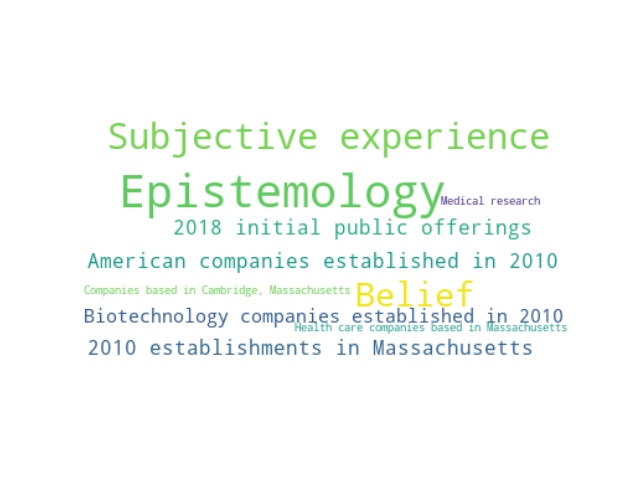 Subjective experience
Epistemology
Medical research
2018 initial public offerings
American companies established in 2010
Companies based in Cambridge, Massachusetts
Belief
Biotechnology companies established in 2010
Health care companies based in Massachusetts
2010 establishments in Massachusetts